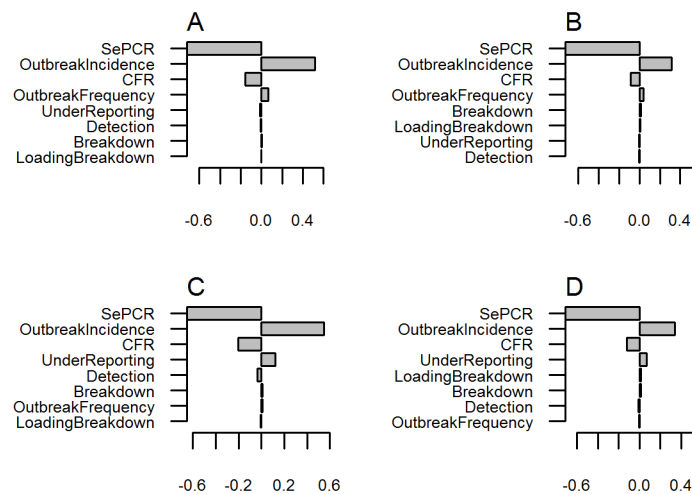 A
SePCR
OutbreakIncidence
CFR
OutbreakFrequency
UnderReporting
Detection
Breakdown
LoadingBreakdown
-0.6 0.0 0.4
B
SePCR
OutbreakIncidence
CFR
OutbreakFrequency
Breakdown
LoadingBreakdown
UnderReporting
Detection
-0.6 0.0 0.4
C
SePCR
OutbreakIncidence
CFR
UnderReporting
Detection
Breakdown
OutbreakFrequency
LoadingBreakdown
-0.6 -0.2 0.2 0.6
D
SePCR
OutbreakIncidence
CFR
UnderReporting
LoadingBreakdown
Breakdown
Detection
OutbreakFrequency
-0.6 0.0 0.4